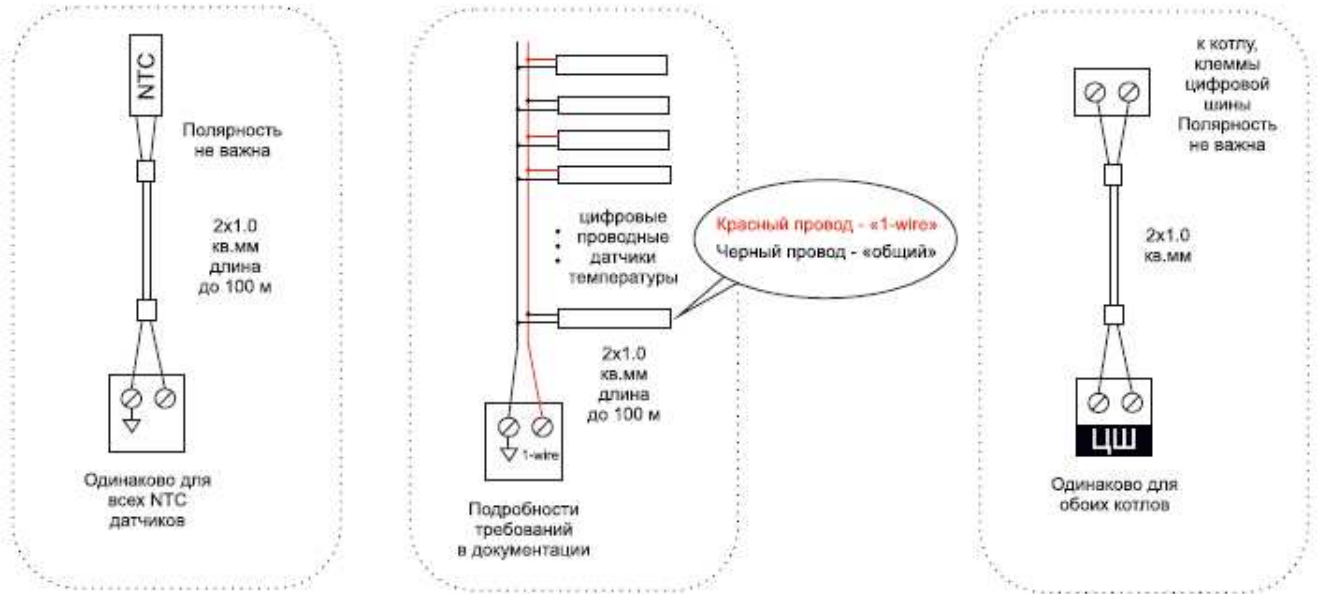 NTC
Полярность
не важна
2x1.0
кв.мм
длина
до 100 м
Одинаково для
всех NTC
датчиков
цифровые
проводные
датчики
температуры
Красный провод - «1-wire»
Черный провод - «общий»
2x1.0
кв.мм
длина
до 100 м
1-wire
Подробности
требований
в документации
к котлу,
клеммы
цифровой
шины
Полярность
не важна
2x1.0
кв.мм
ЦШ
Одинаково для
обоих котлов